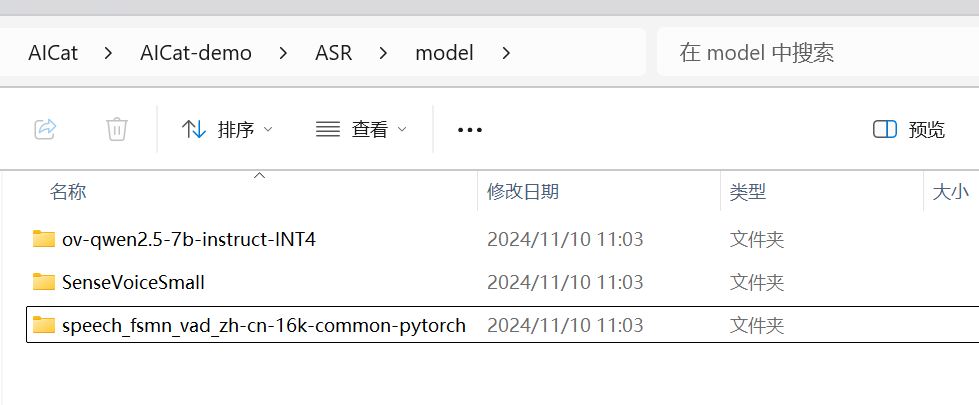 AICat > AICat-demo > ASR > model > 在 model 中搜索
排序 查看 ••• 预览
名称 修改日期 类型 大小
ov-qwen2.5-7b-instruct-INT4 2024/11/10 11:03 文件夹
SenseVoiceSmall 2024/11/10 11:03 文件夹
speech_fsmn_vad_zh-cn-16k-common-pytorch 2024/11/10 11:03 文件夹